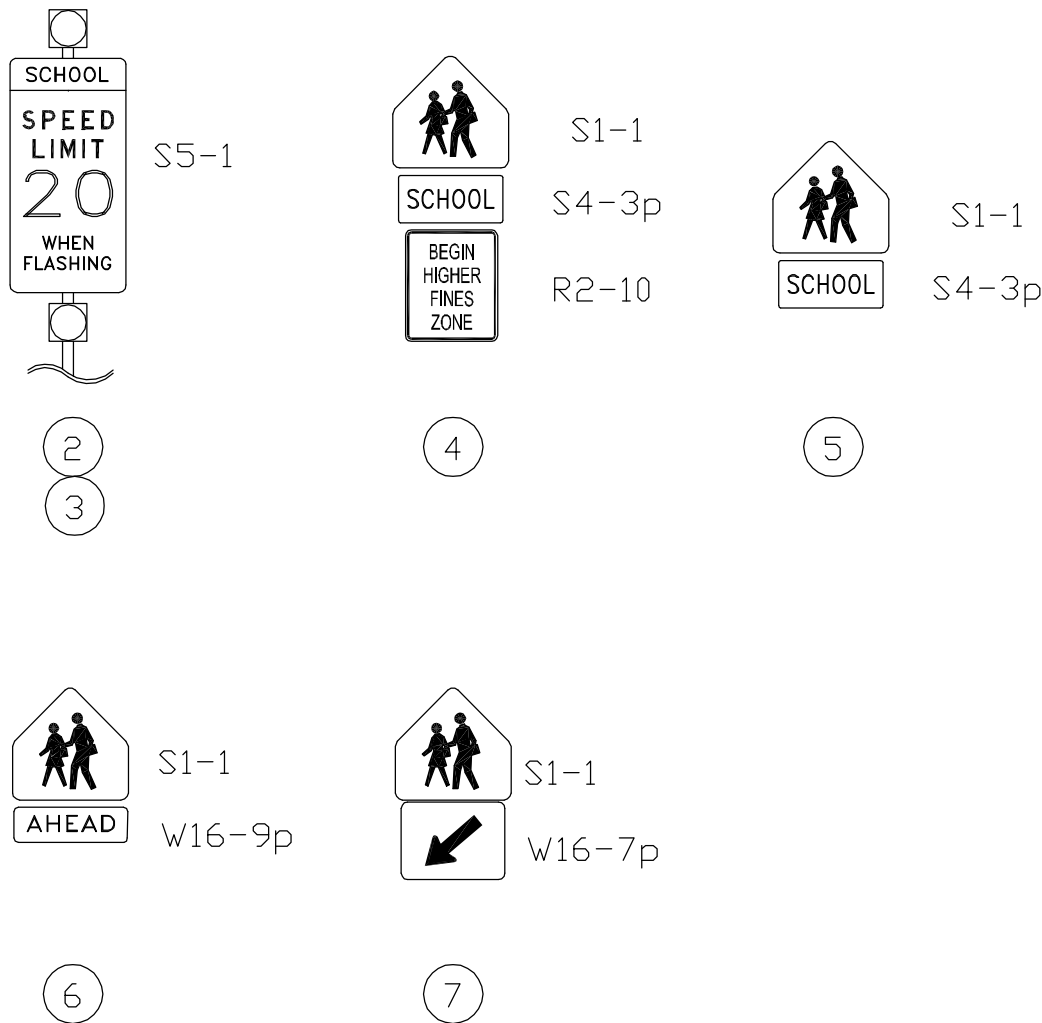 SCHOOL
SPEED
LIMIT
20
WHEN
FLASHING
S5-1
2
3
S1-1
SCHOOL
S4-3p
BEGIN
HIGHER
FINES
ZONE
R2-10
4
S1-1
SCHOOL
S4-3p
5
S1-1
AHEAD
W16-9p
6
S1-1
W16-7p
7